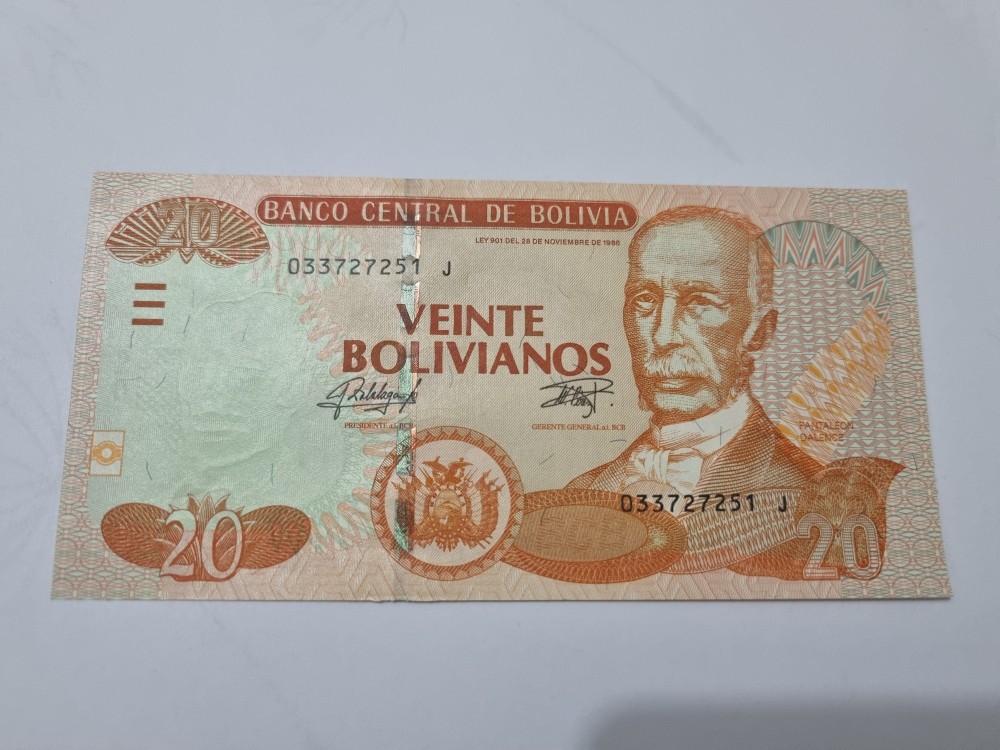 20
BANCO CENTRAL DE BOLIVIA
LEY 901 DEL 28 DE NOVIEMBRE DE 1986
033727251 J
VEINTE
BOLIVIANOS
PRESIDENTE a.i. BCB
GERENTE GENERAL a.i. BCB
PANTALEÓN
DALENCE
033727251 J
20
20